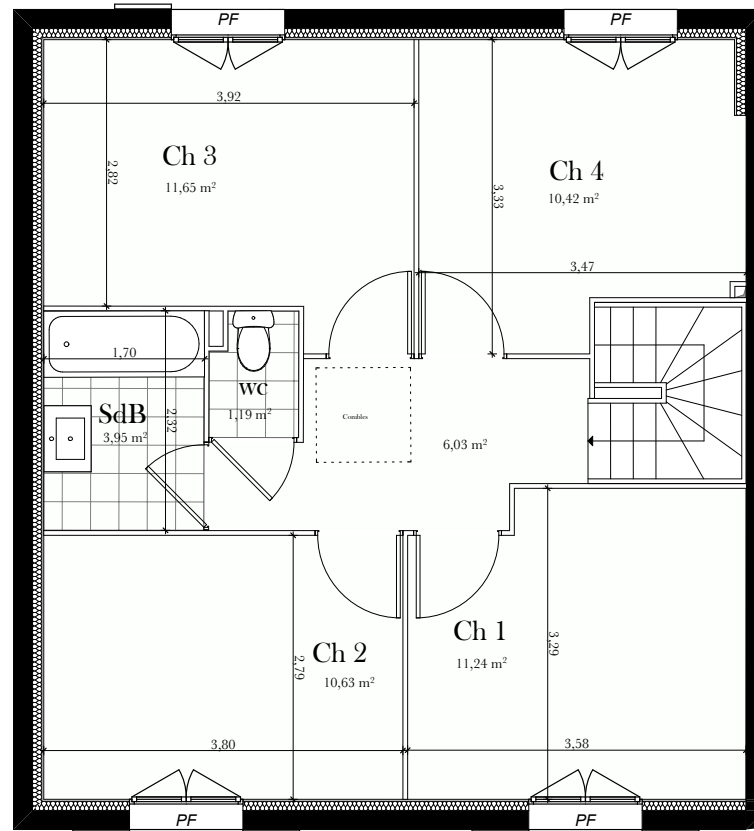 PF
PF
3,92
Ch 3
2,82
11,65 m²
Ch 4
10,42 m²
3,33
3,47
1,70
wc
1,19 m²
Combles
SdB
3,95 m²
2,32
6,03 m²
Ch 1
11,24 m²
3,29
Ch 2
10,63 m²
2,79
3,80
3,58
PF
PF